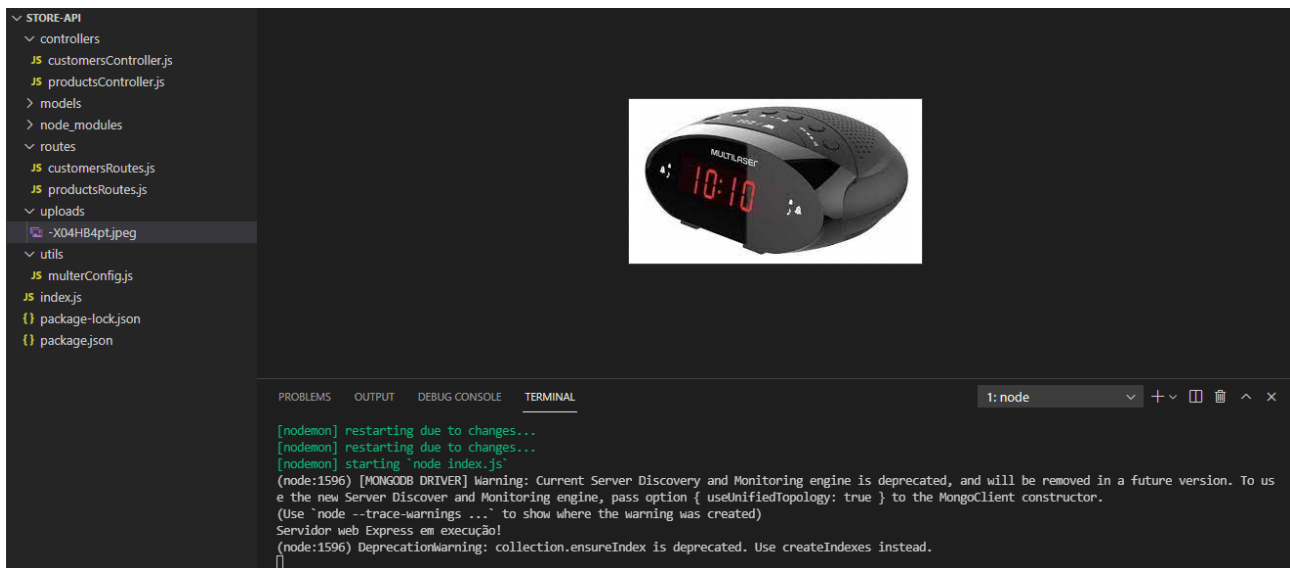 STORE-API
controllers
JS customersController.js
JS productsController.js
models
node_modules
routes
JS customersRoutes.js
JS productsRoutes.js
uploads
-X04HB4pt.jpeg
utils
JS multerConfig.js
JS index.js
{} package-lock.json
{} package.json
MULTILASER
10:10
PROBLEMS OUTPUT DEBUG CONSOLE TERMINAL 1: node
[nodemon] restarting due to changes...
[nodemon] restarting due to changes...
[nodemon] starting `node index.js`
(node:1596) [MONGODB DRIVER] Warning: Current Server Discovery and Monitoring engine is deprecated, and will be removed in a future version. To us
e the new Server Discover and Monitoring engine, pass option { useUnifiedTopology: true } to the MongoClient constructor.
(Use `node --trace-warnings ...` to show where the warning was created)
Servidor web Express em execução!
(node:1596) DeprecationWarning: collection.ensureIndex is deprecated. Use createIndexes instead.